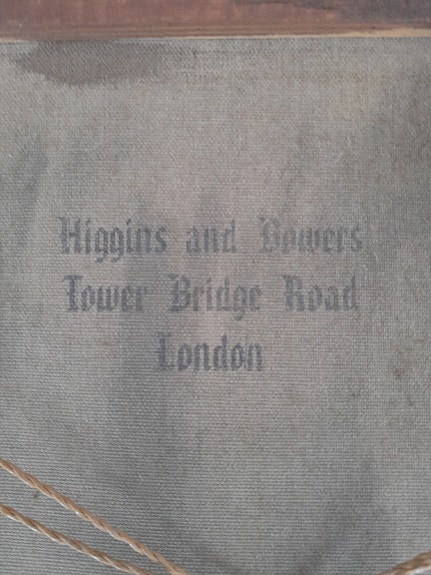 Higgins and Bowers
Tower Bridge Road
London